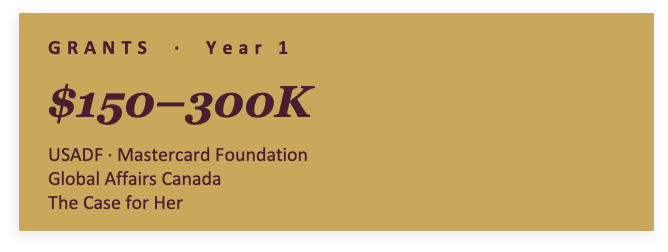 GRANTS · Year 1
$150–300K
USADF · Mastercard Foundation
Global Affairs Canada
The Case for Her